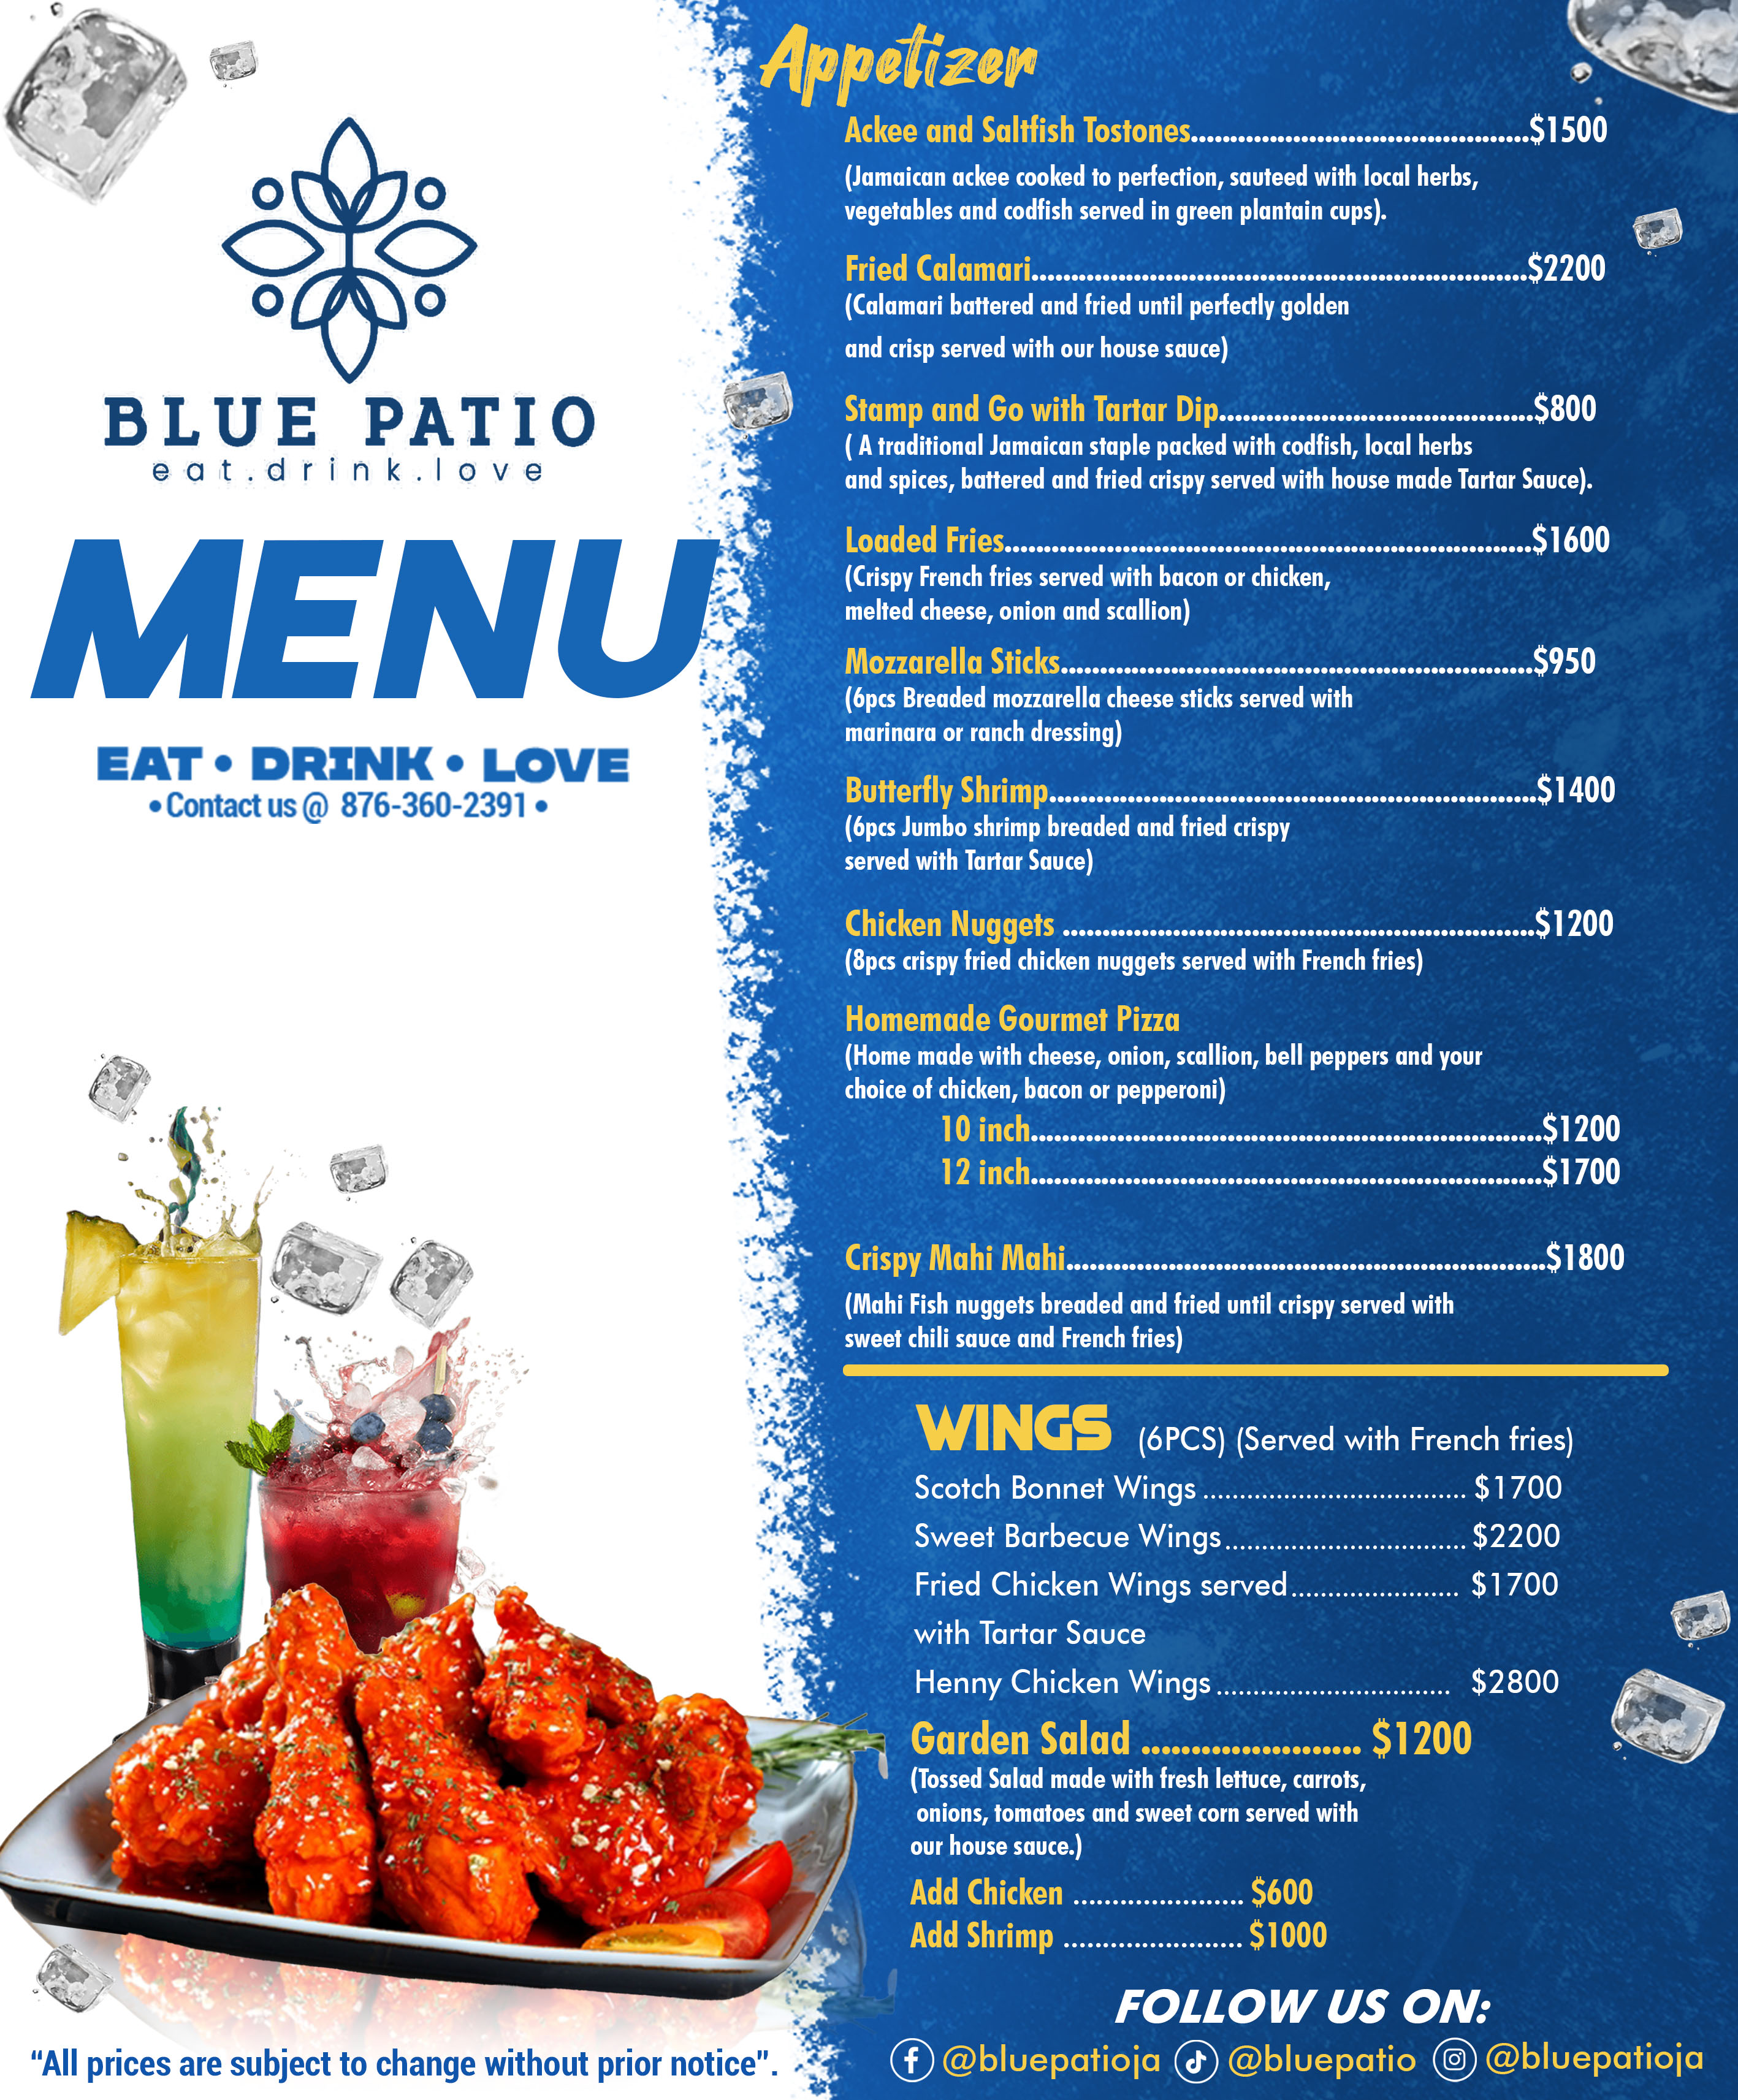 BLUE PATIO
eat.drink.love
MENU
EAT • DRINK • LOVE
• Contact us @ 876-360-2391 •
Appetizer
Ackee and Saltfish Tostones...........................................$1500
(Jamaican ackee cooked to perfection, sauteed with local herbs,
vegetables and codfish served in green plantain cups).
Fried Calamari...............................................................$2200
(Calamari battered and fried until perfectly golden
and crisp served with our house sauce)
Stamp and Go with Tartar Dip........................................$800
( A traditional Jamaican staple packed with codfish, local herbs
and spices, battered and fried crispy served with house made Tartar Sauce).
Loaded Fries...................................................................$1600
(Crispy French fries served with bacon or chicken,
melted cheese, onion and scallion)
Mozzarella Sticks............................................................$950
(6pcs Breaded mozzarella cheese sticks served with
marinara or ranch dressing)
Butterfly Shrimp..............................................................$1400
(6pcs Jumbo shrimp breaded and fried crispy
served with Tartar Sauce)
Chicken Nuggets ............................................................$1200
(8pcs crispy fried chicken nuggets served with French fries)
Homemade Gourmet Pizza
(Home made with cheese, onion, scallion, bell peppers and your
choice of chicken, bacon or pepperoni)
10 inch.................................................................$1200
12 inch.................................................................$1700
Crispy Mahi Mahi.............................................................$1800
(Mahi Fish nuggets breaded and fried until crispy served with
sweet chili sauce and French fries)
WINGS (6PCS) (Served with French fries)
Scotch Bonnet Wings ................................... $1700
Sweet Barbecue Wings................................ $2200
Fried Chicken Wings served...................... $1700
with Tartar Sauce
Henny Chicken Wings............................... $2800
Garden Salad ...................... $1200
(Tossed Salad made with fresh lettuce, carrots,
onions, tomatoes and sweet corn served with
our house sauce.)
Add Chicken ...................... $600
Add Shrimp ....................... $1000
FOLLOW US ON:
@bluepatioja @bluepatio @bluepatioja
“All prices are subject to change without prior notice”.